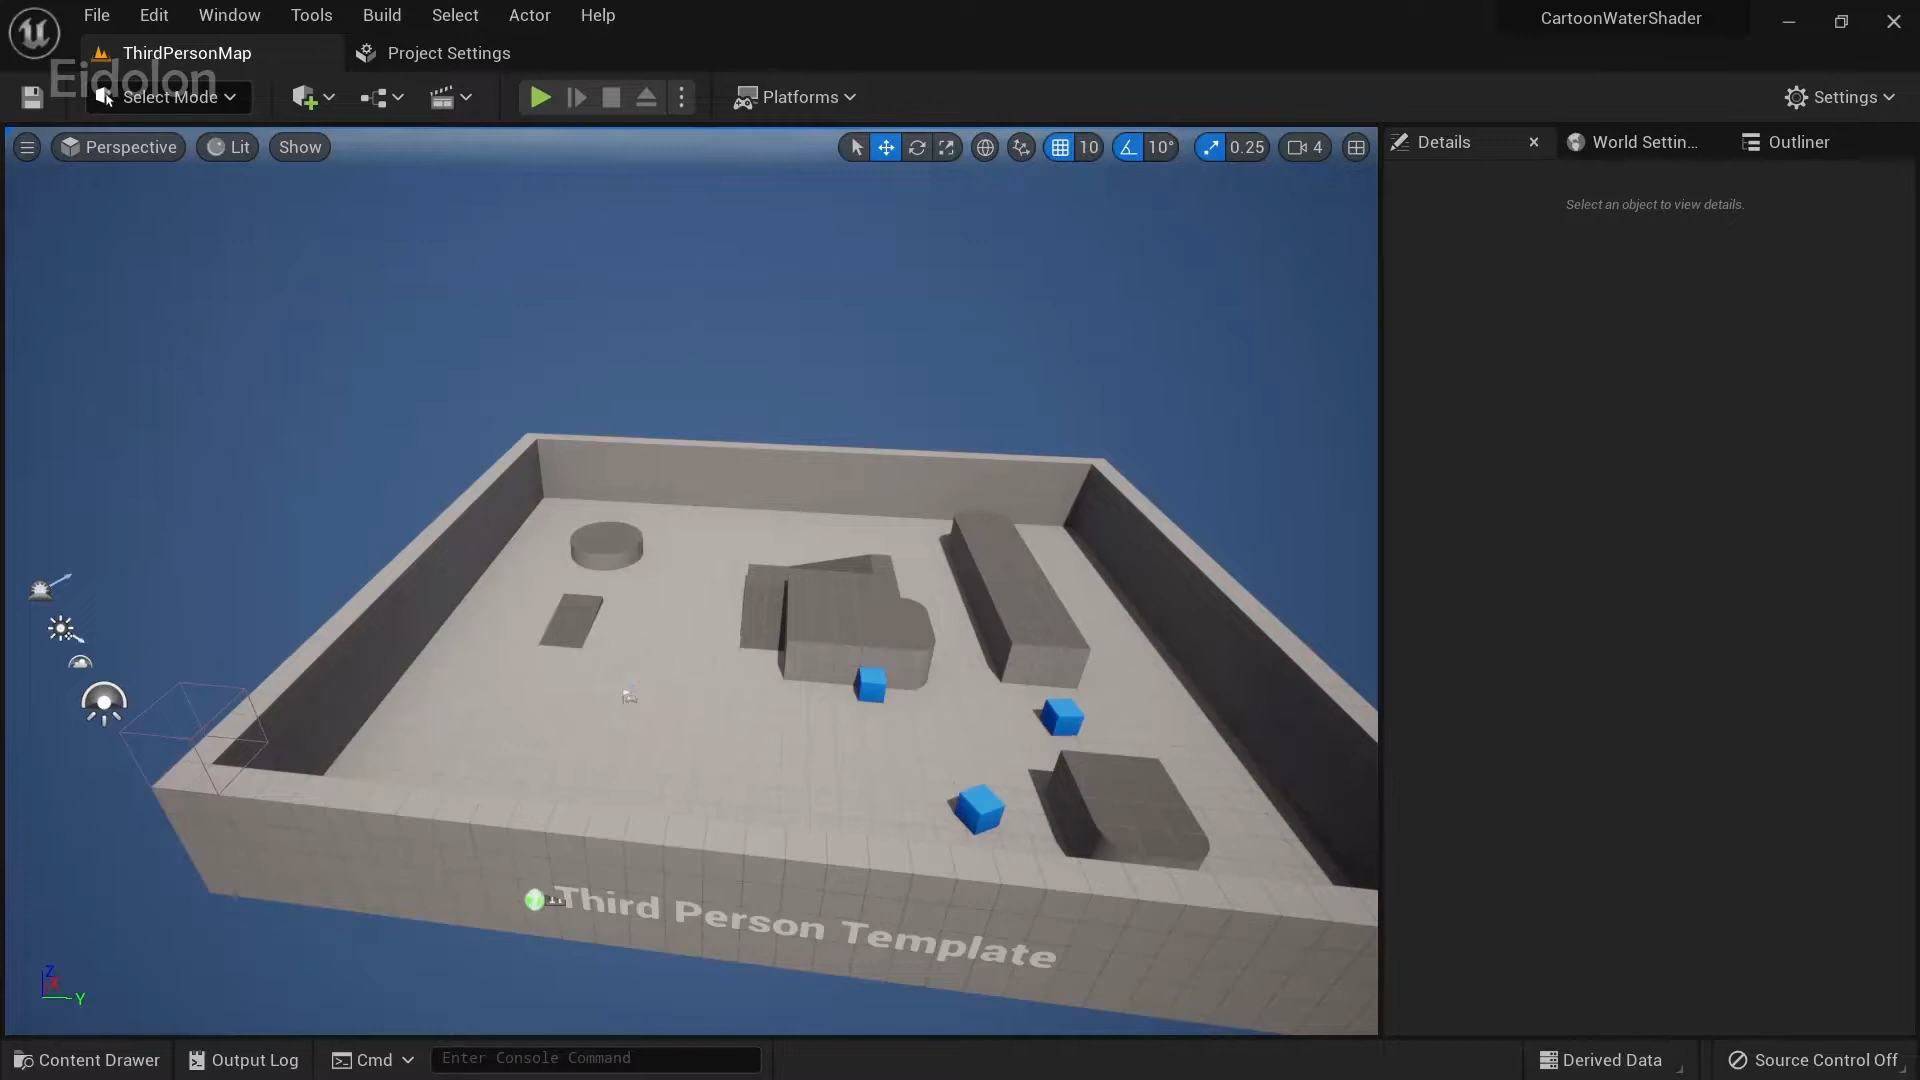 File Edit Window Tools Build Select Actor Help
CartoonWaterShader
ThirdPersonMap
Project Settings
Eidolon
Select Mode
Platforms
Settings
Perspective
Lit
Show
10
10°
0.25
4
Details
World Settin...
Outliner
Select an object to view details.
Third Person Template
Z
X
Y
Content Drawer
Output Log
Cmd
Enter Console Command
Derived Data
Source Control Off